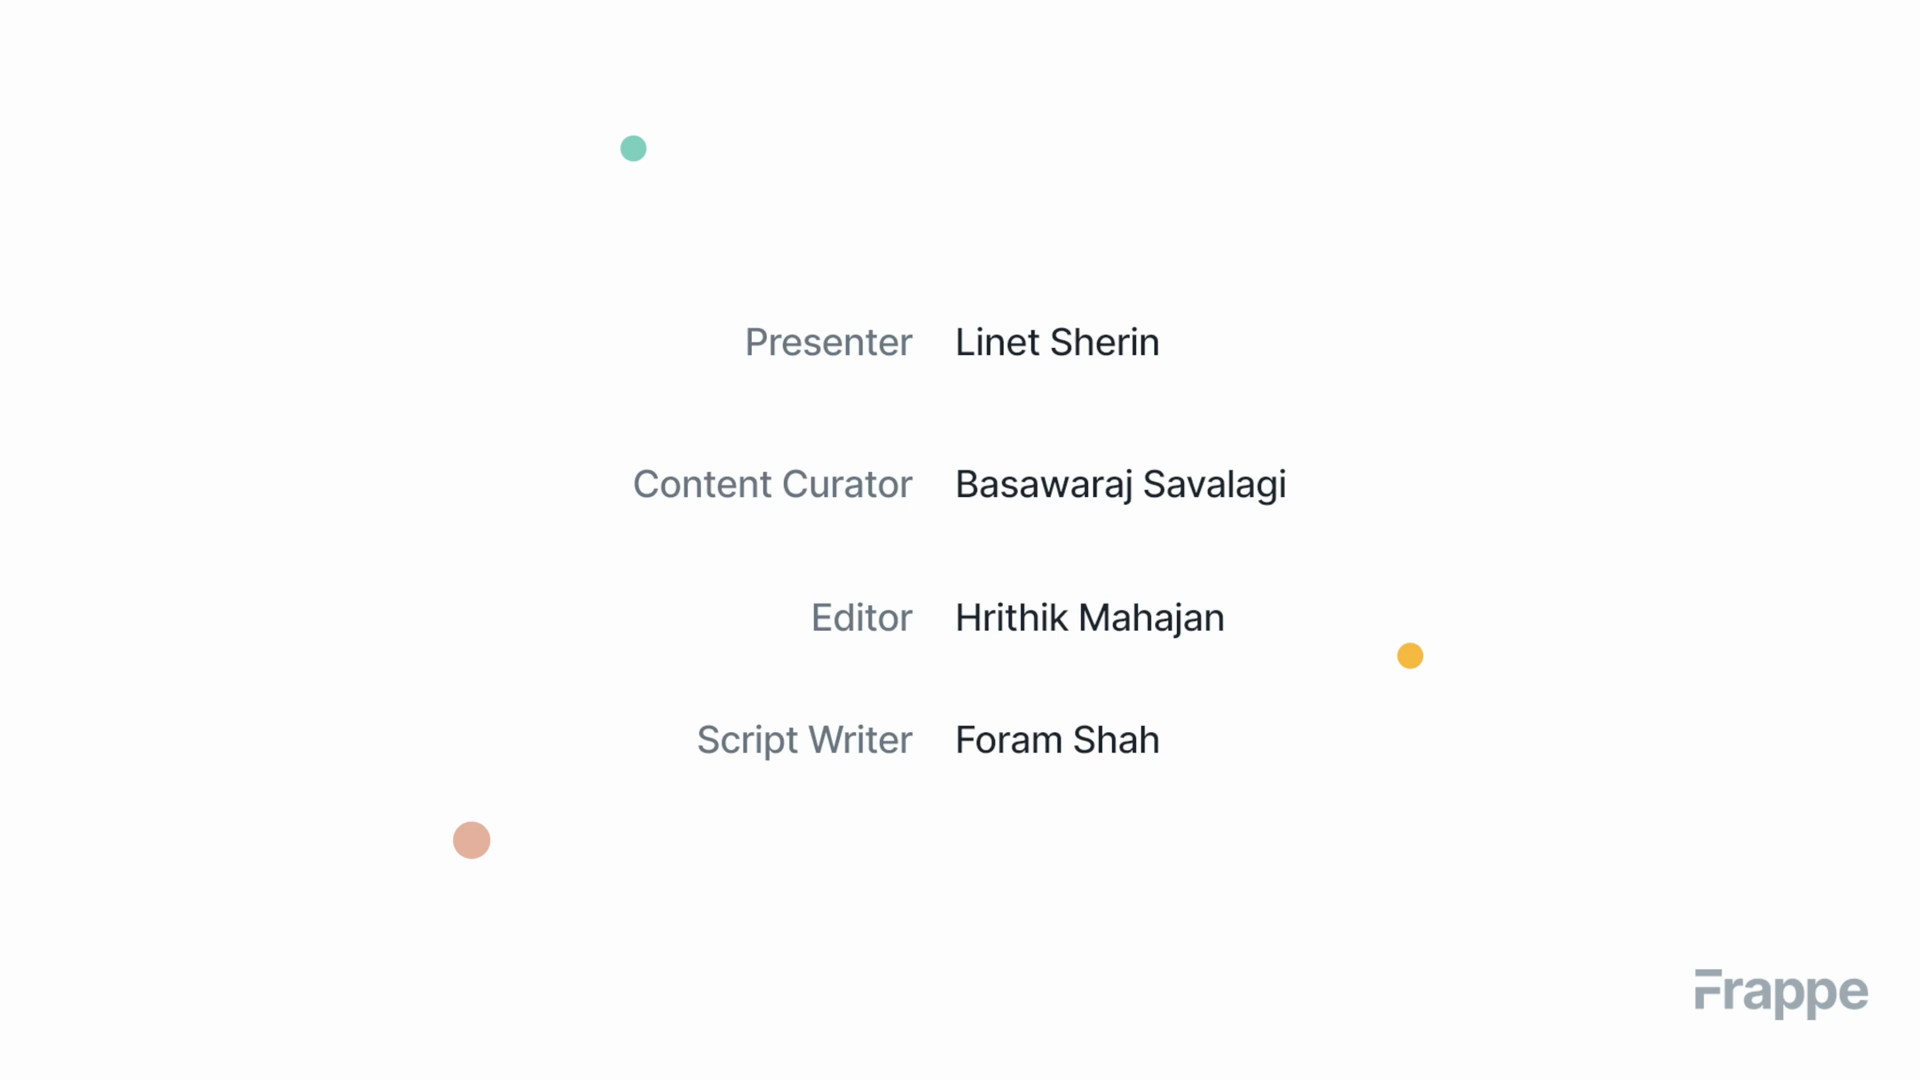 Presenter Linet Sherin
Content Curator Basawaraj Savalagi
Editor Hrithik Mahajan
Script Writer Foram Shah
Frappe